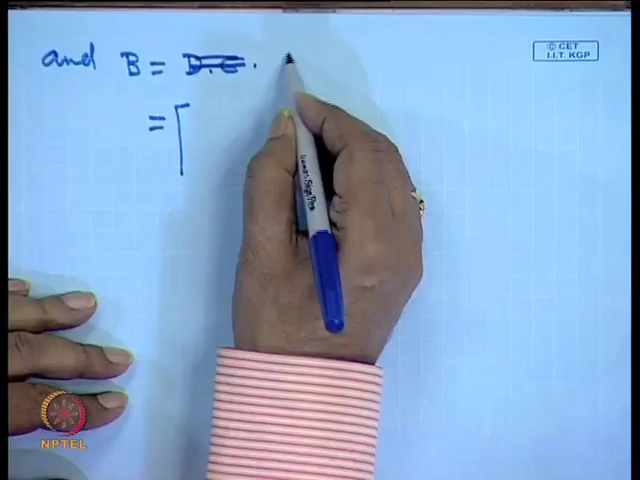 and B = D.C.
= [
© CET
I.I.T. KGP
NPTEL